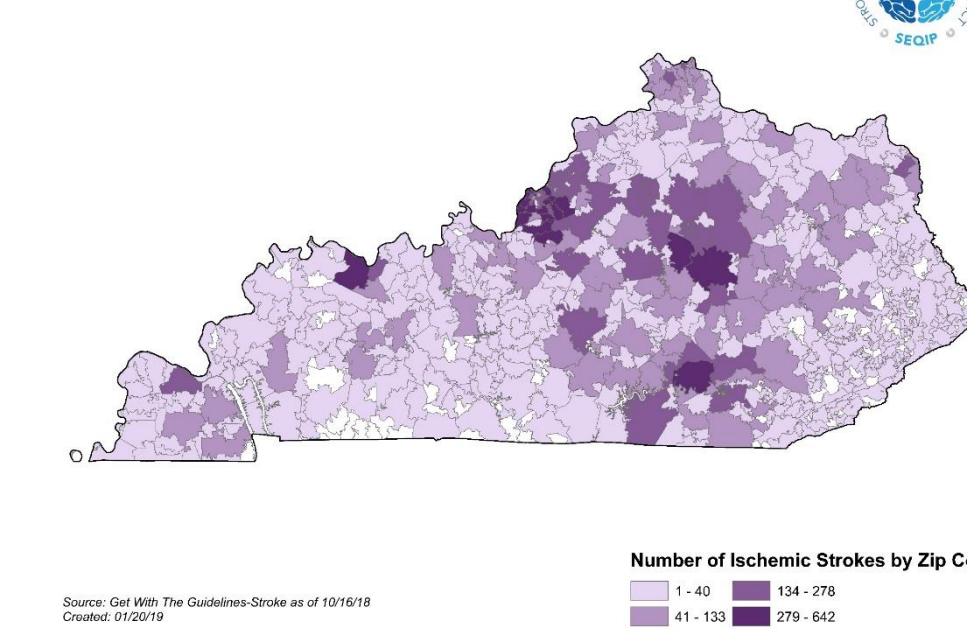 SEQIP
Number of Ischemic Strokes by Zip
1 - 40
134 - 278
41 - 133
279 - 642
Source: Get With The Guidelines-Stroke as of 10/16/18
Created: 01/20/19